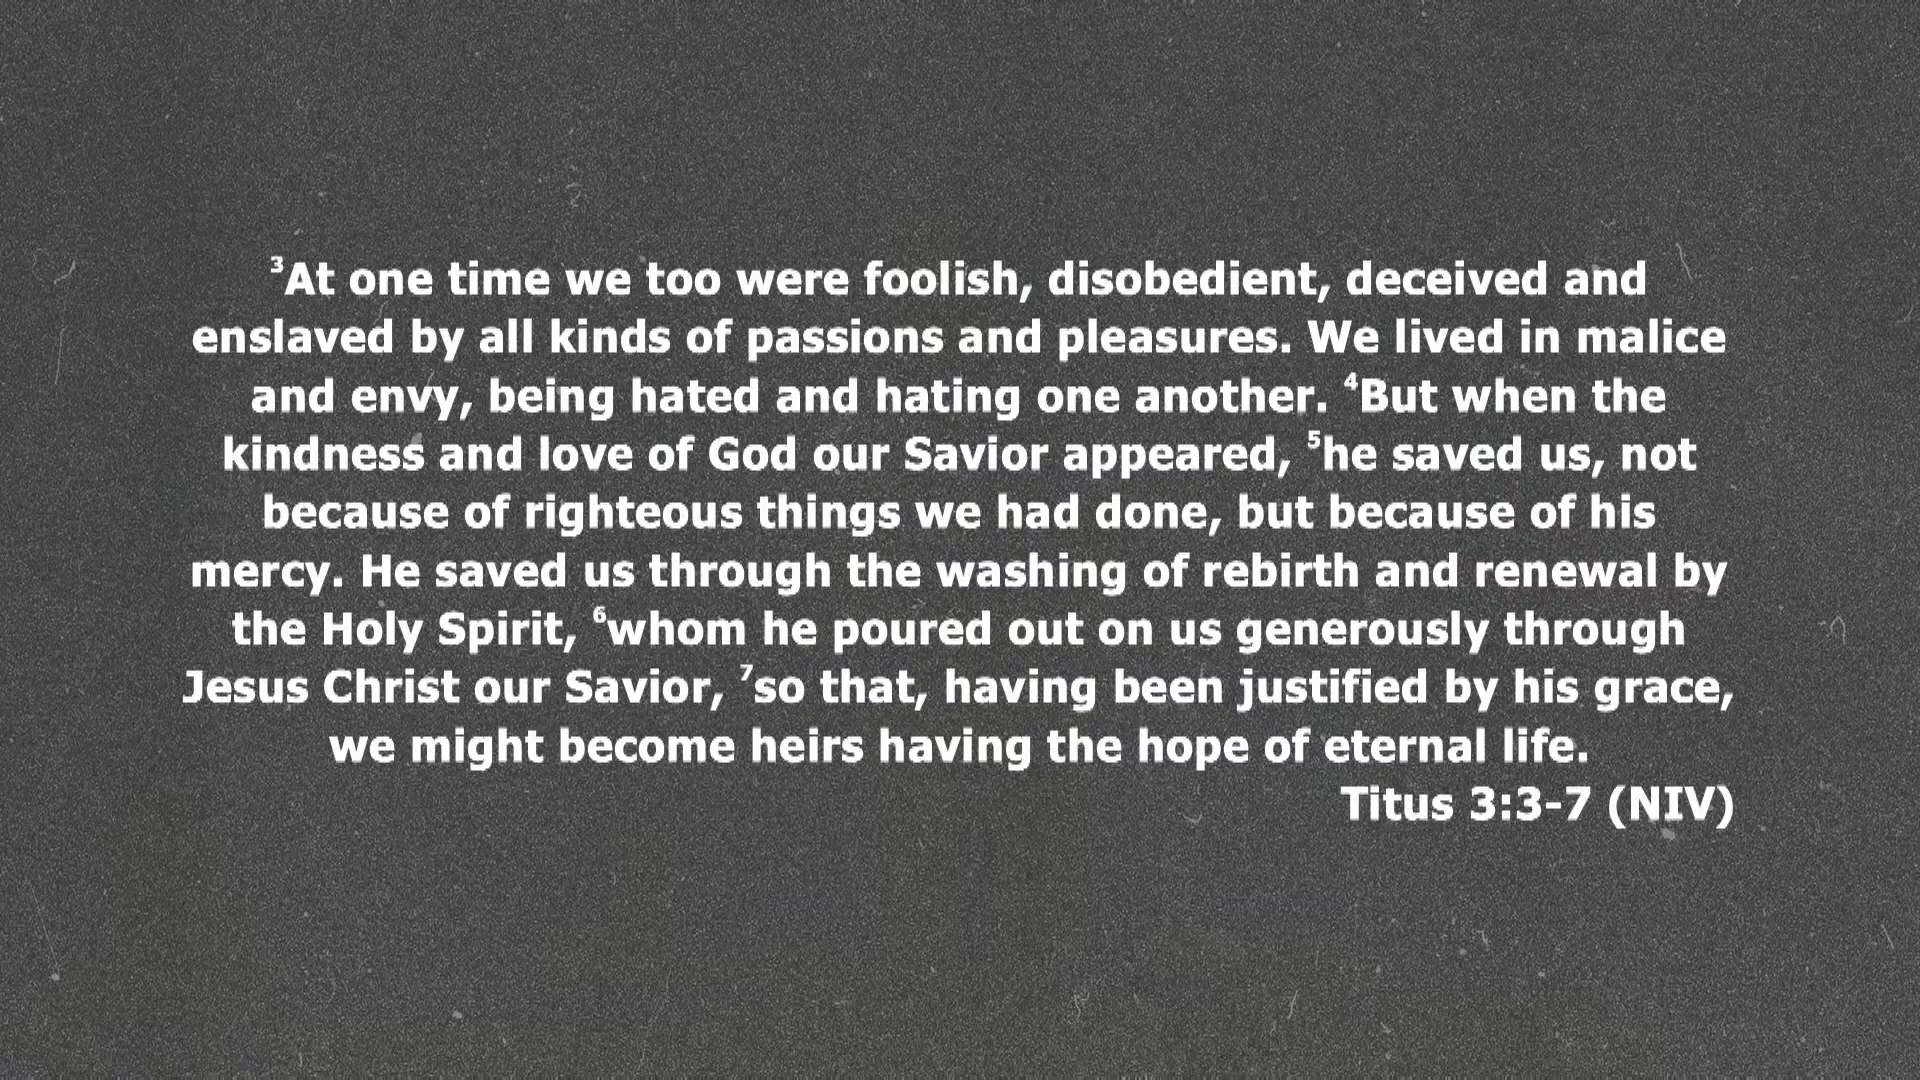 ³At one time we too were foolish, disobedient, deceived and
enslaved by all kinds of passions and pleasures. We lived in malice
and envy, being hated and hating one another. ⁴But when the
kindness and love of God our Savior appeared, ⁵he saved us, not
because of righteous things we had done, but because of his
mercy. He saved us through the washing of rebirth and renewal by
the Holy Spirit, ⁶whom he poured out on us generously through
Jesus Christ our Savior, ⁷so that, having been justified by his grace,
we might become heirs having the hope of eternal life.
Titus 3:3-7 (NIV)